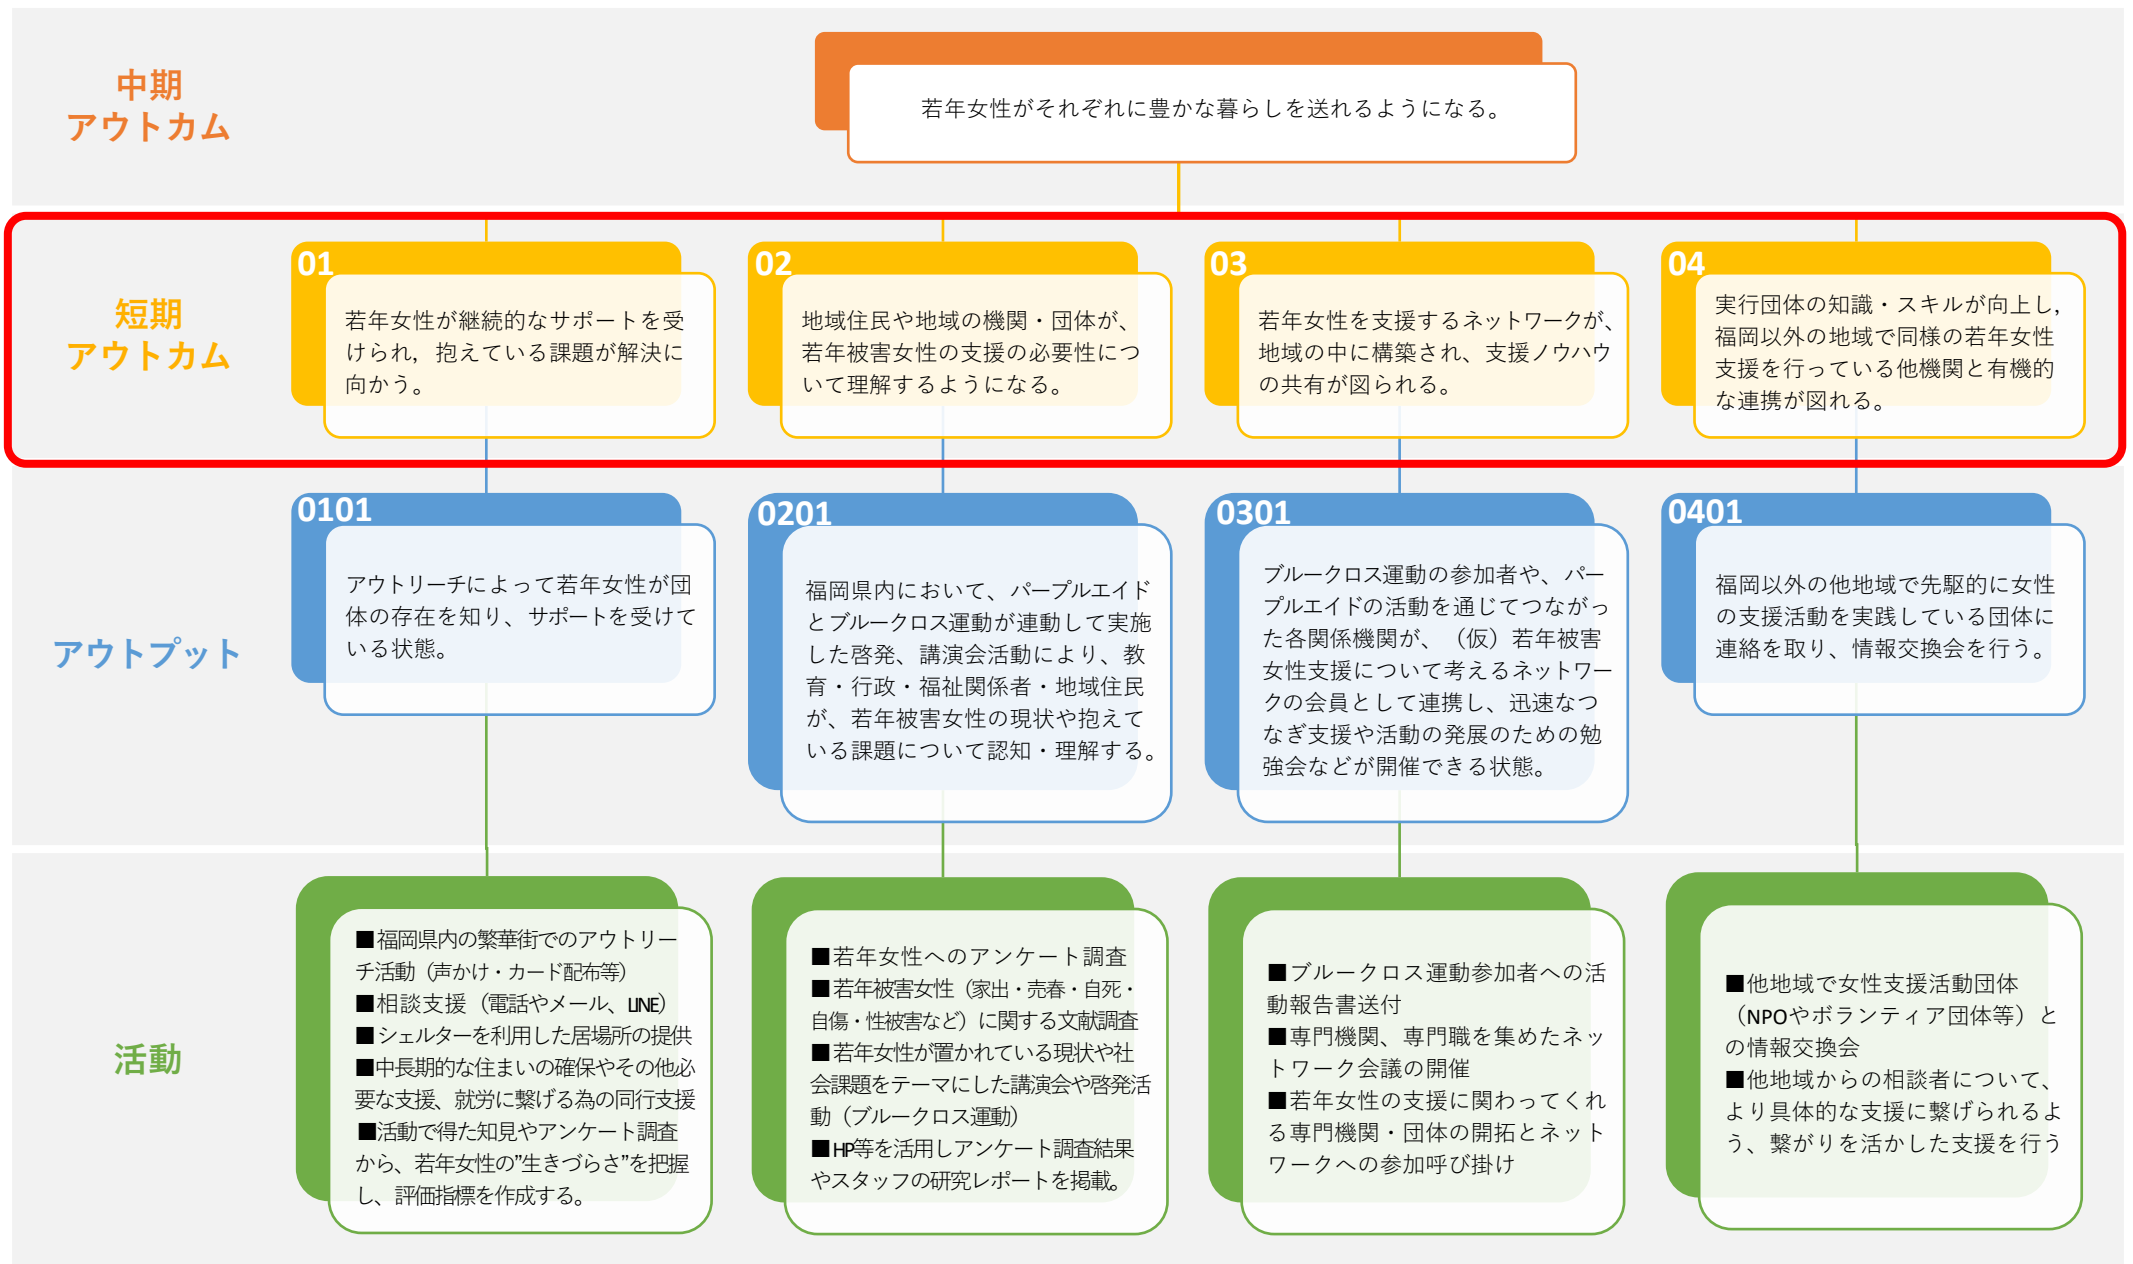 中期
アウトカム
若年女性がそれぞれに豊かな暮らしを送れるようになる。
短期
アウトカム
01
若年女性が継続的なサポートを受
けられ，抱えている課題が解決に
向かう。
02
地域住民や地域の機関・団体が、
若年被害女性の支援の必要性につ
いて理解するようになる。
03
若年女性を支援するネットワークが、
地域の中に構築され、支援ノウハウ
の共有が図られる。
04
実行団体の知識・スキルが向上し，
福岡以外の地域で同様の若年女性
支援を行っている他機関と有機的
な連携が図れる。
アウトプット
0101
アウトリーチによって若年女性が団
体の存在を知り、サポートを受けて
いる状態。
0201
福岡県内において、パープルエイド
とブルークロス運動が連動して実施
した啓発、講演会活動により、教
育・行政・福祉関係者・地域住民
が、若年被害女性の現状や抱えて
いる課題について認知・理解する。
0301
ブルークロス運動の参加者や、パー
プルエイドの活動を通じてつながっ
た各関係機関が、（仮）若年被害
女性支援について考えるネットワー
クの会員として連携し、迅速なつ
なぎ支援や活動の発展のための勉
強会などが開催できる状態。
0401
福岡以外の他地域で先駆的に女性
の支援活動を実践している団体に
連絡を取り、情報交換会を行う。
活動
■福岡県内の繁華街でのアウトリー
チ活動（声かけ・カード配布等）
■相談支援（電話やメール、LINE）
■シェルターを利用した居場所の提供
■中長期的な住まいの確保やその他必
要な支援、就労に繋げる為の同行支援
■活動で得た知見やアンケート調査
から、若年女性の”生きづらさ”を把握
し、評価指標を作成する。
■若年女性へのアンケート調査
■若年被害女性（家出・売春・自死・
自傷・性被害など）に関する文献調査
■若年女性が置かれている現状や社
会課題をテーマにした講演会や啓発活
動（ブルークロス運動）
■HP等を活用しアンケート調査結果
やスタッフの研究レポートを掲載。
■ブルークロス運動参加者への活
動報告書送付
■専門機関、専門職を集めたネッ
トワーク会議の開催
■若年女性の支援に関わってくれ
る専門機関・団体の開拓とネット
ワークへの参加呼び掛け
■他地域で女性支援活動団体
（NPOやボランティア団体等）と
の情報交換会
■他地域からの相談者について、
より具体的な支援に繋げられるよ
う、繋がりを活かした支援を行う